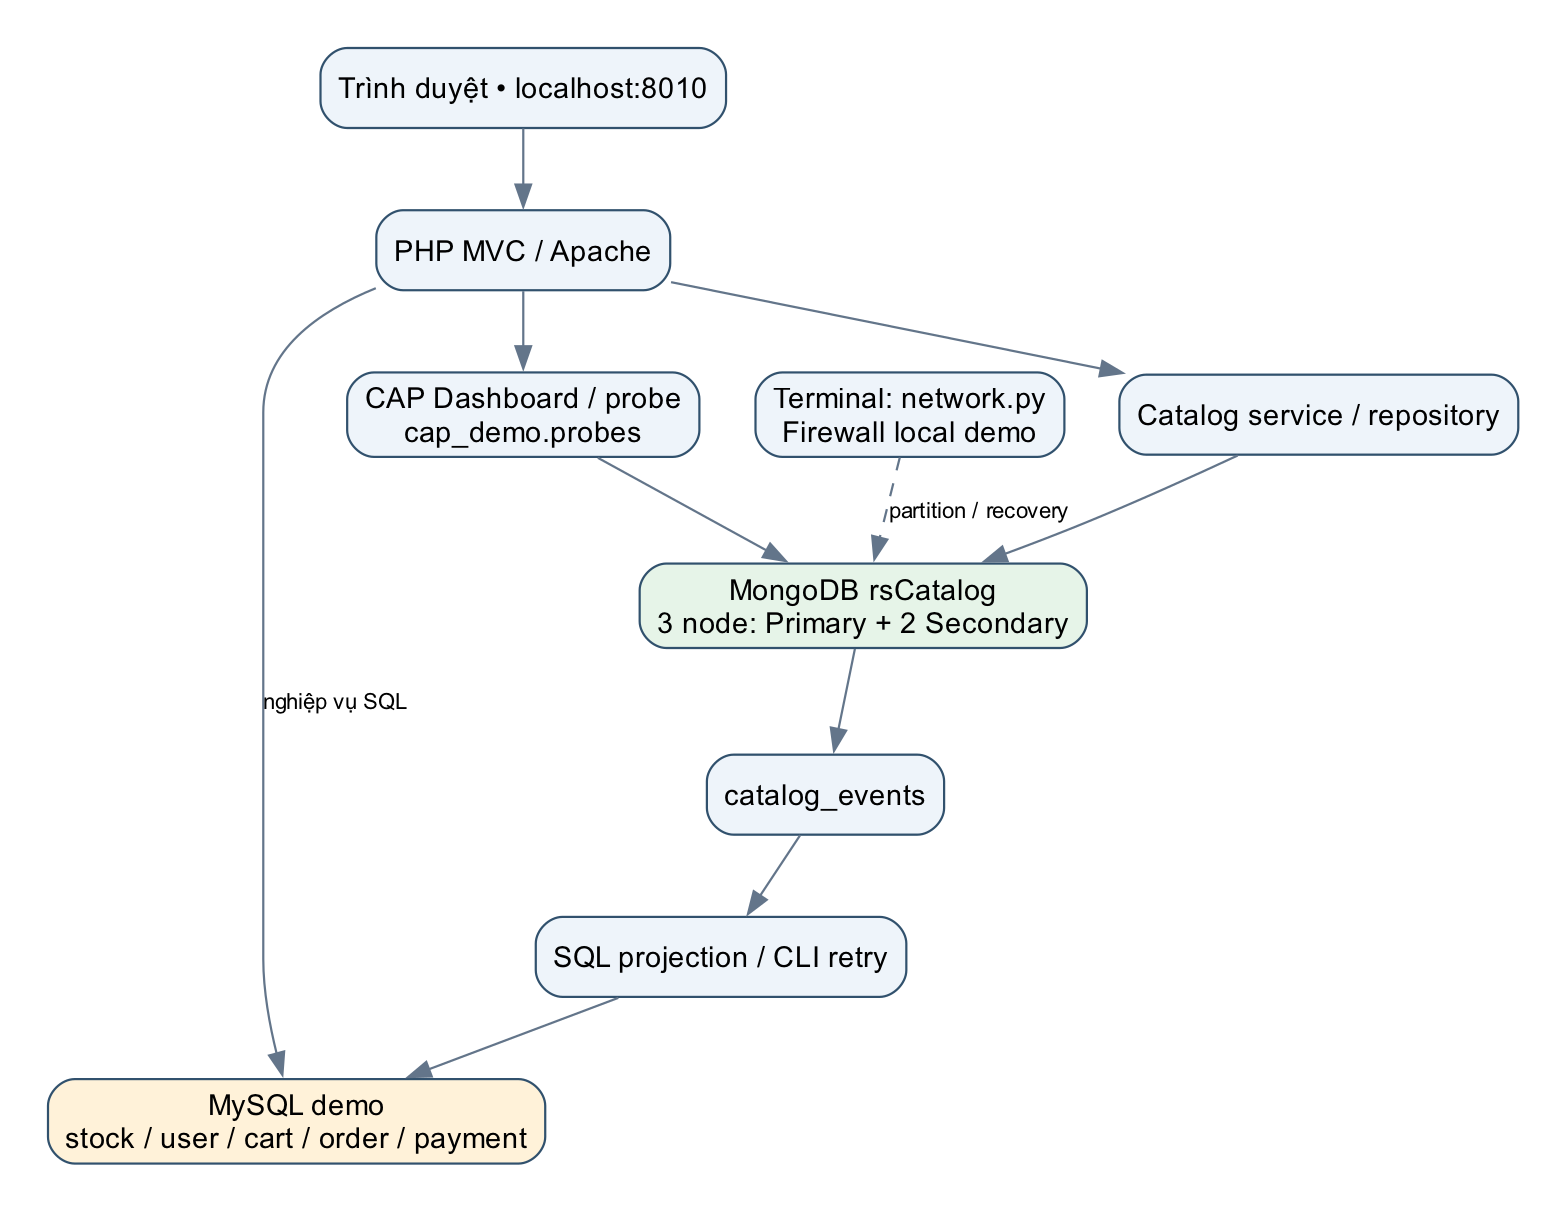 Trình duyệt • localhost:8010
PHP MVC / Apache
CAP Dashboard / probe
cap_demo.probes
Terminal: network.py
Firewall local demo
Catalog service / repository
partition / recovery
MongoDB rsCatalog
3 node: Primary + 2 Secondary
nghiệp vụ SQL
catalog_events
SQL projection / CLI retry
MySQL demo
stock / user / cart / order / payment